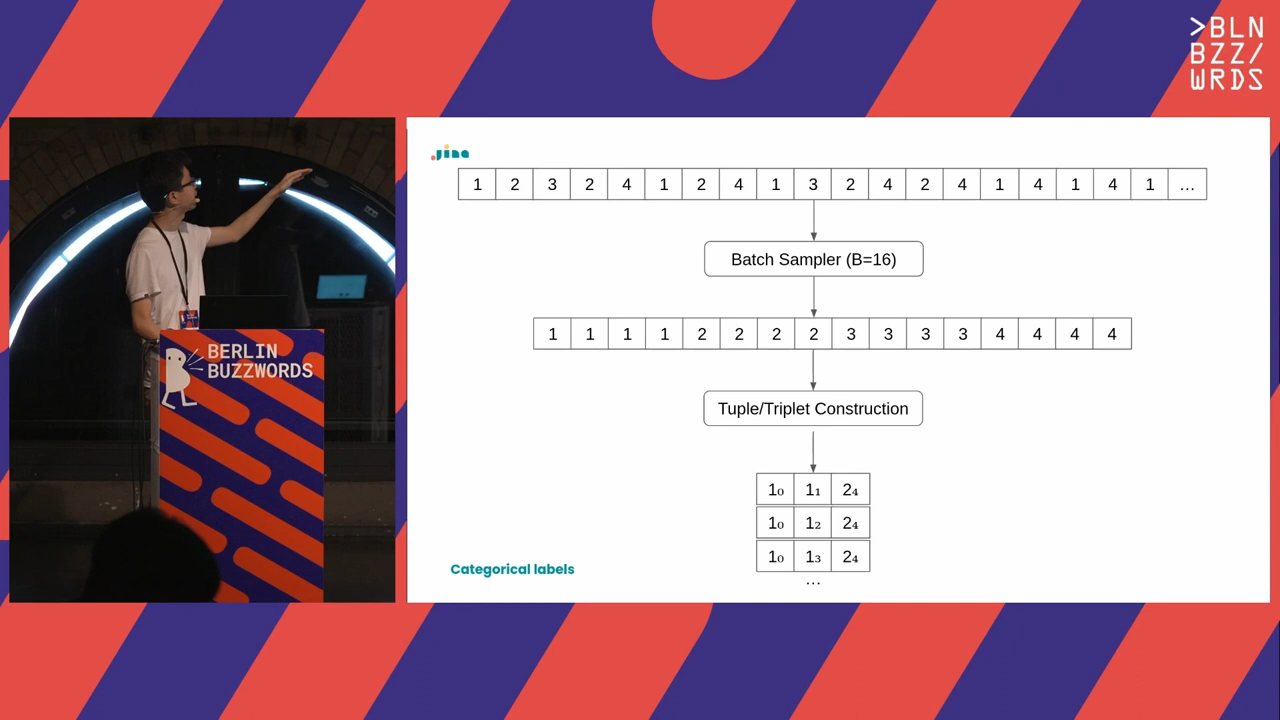 >BLN
BZZ/
WRDS
.jina
1 2 3 2 4 1 2 4 1 3 2 4 2 4 1 4 1 4 1 ...
Batch Sampler (B=16)
1 1 1 1 2 2 2 2 3 3 3 3 4 4 4 4
Tuple/Triplet Construction
1₀ 1₁ 2₄
1₀ 1₂ 2₄
1₀ 1₃ 2₄
...
Categorical labels
BERLIN
BUZZWORDS